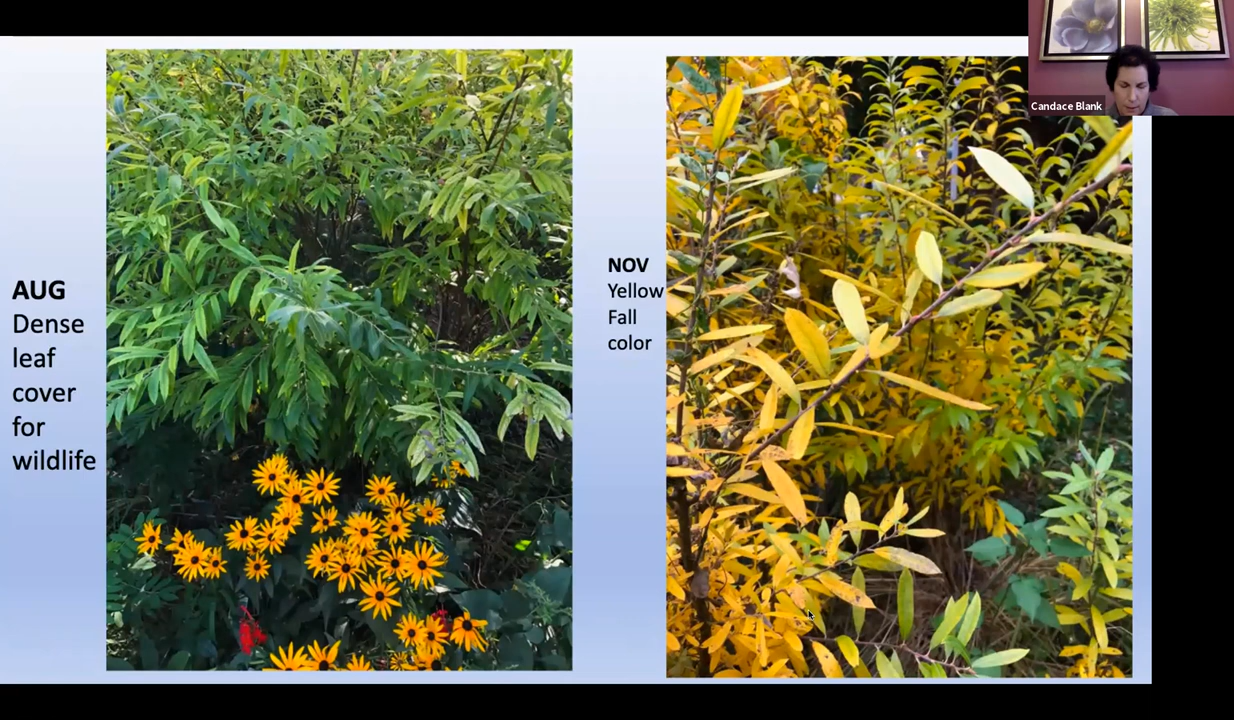 AUG
Dense
leaf
cover
for
wildlife
NOV
Yellow
Fall
color
Candace Blank